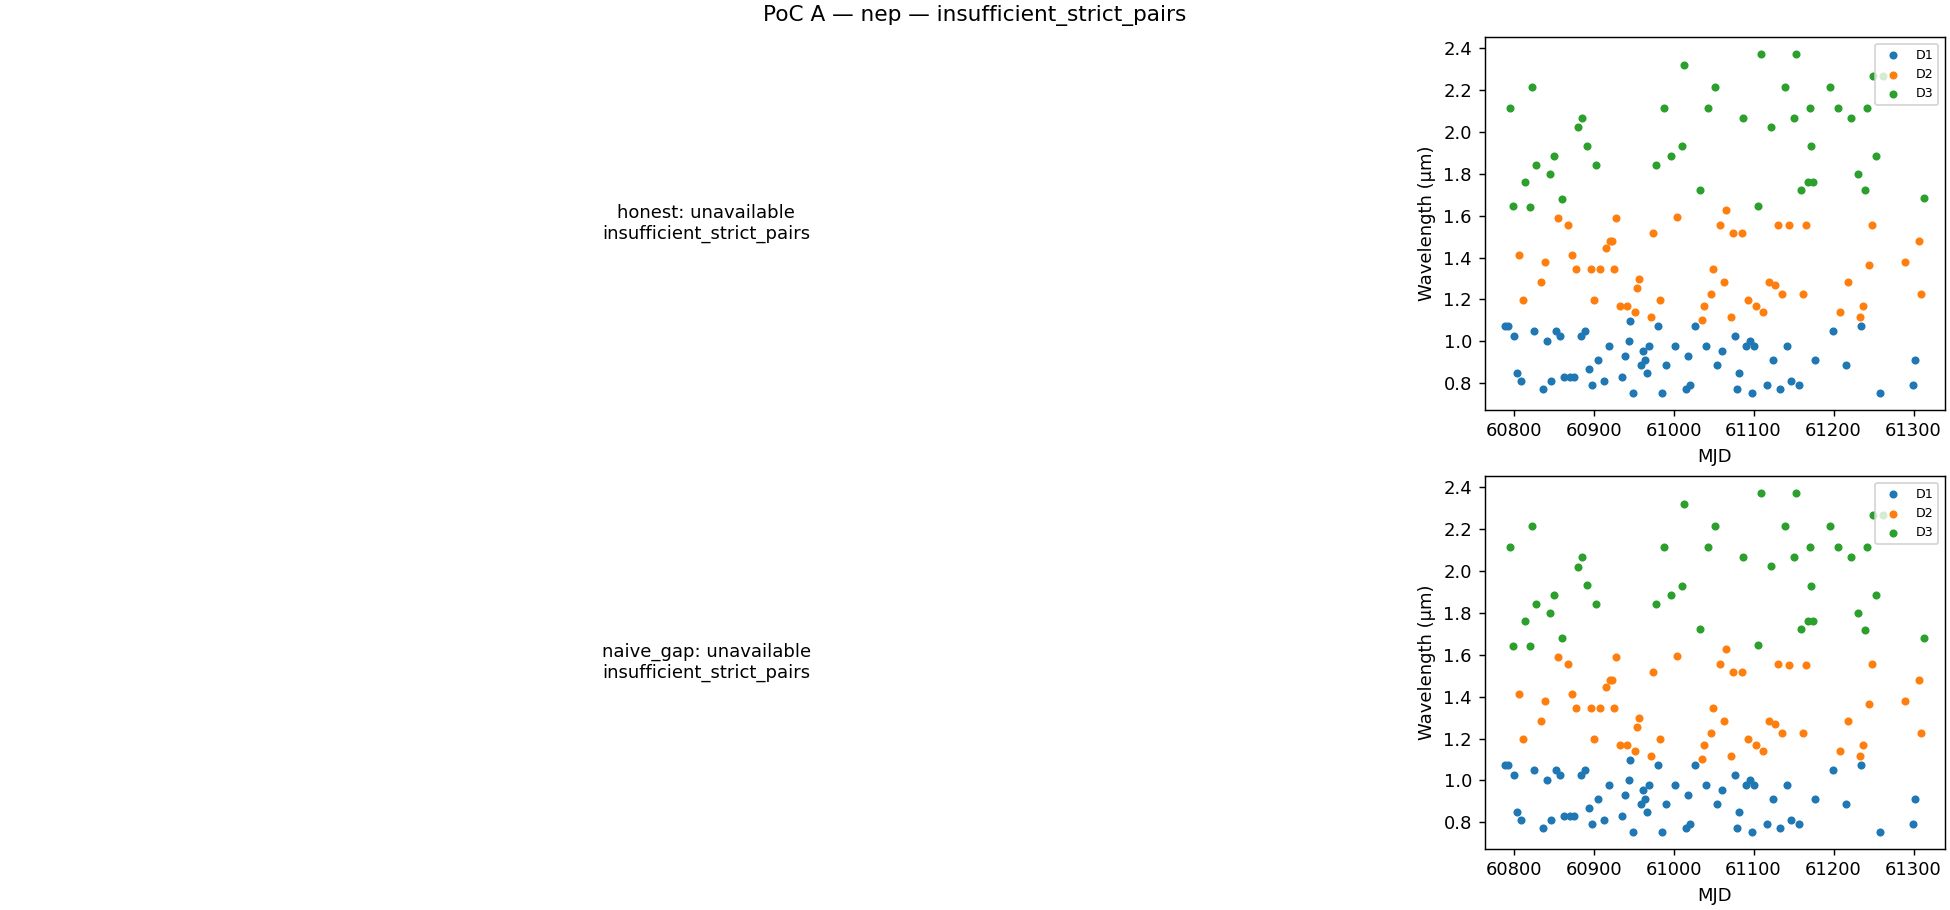 PoC A — nep — insufficient_strict_pairs
honest: unavailable
insufficient_strict_pairs
2.4
2.2
2.0
1.8
1.6
1.4
1.2
1.0
0.8
Wavelength (μm)
D1
D2
D3
60800 60900 61000 61100 61200 61300
MJD
naive_gap: unavailable
insufficient_strict_pairs
2.4
2.2
2.0
1.8
1.6
1.4
1.2
1.0
0.8
Wavelength (μm)
D1
D2
D3
60800 60900 61000 61100 61200 61300
MJD